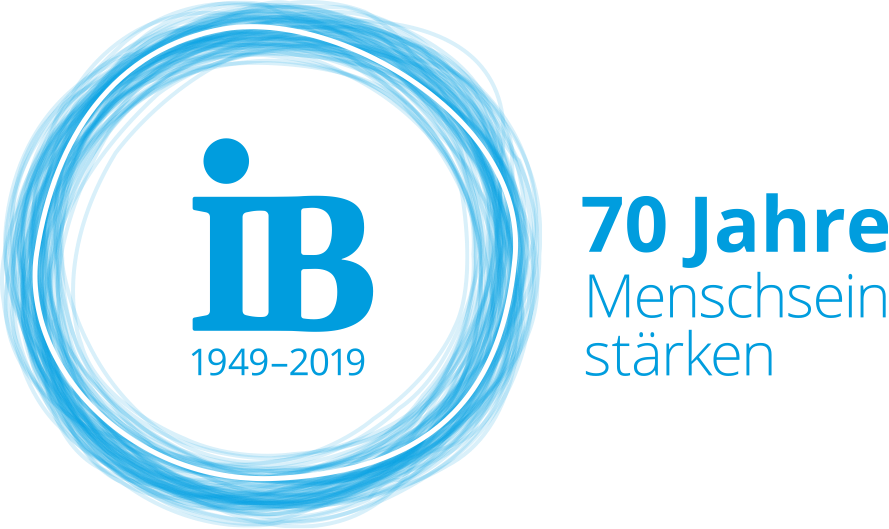 iB
1949–2019
70 Jahre
Menschsein
stärken